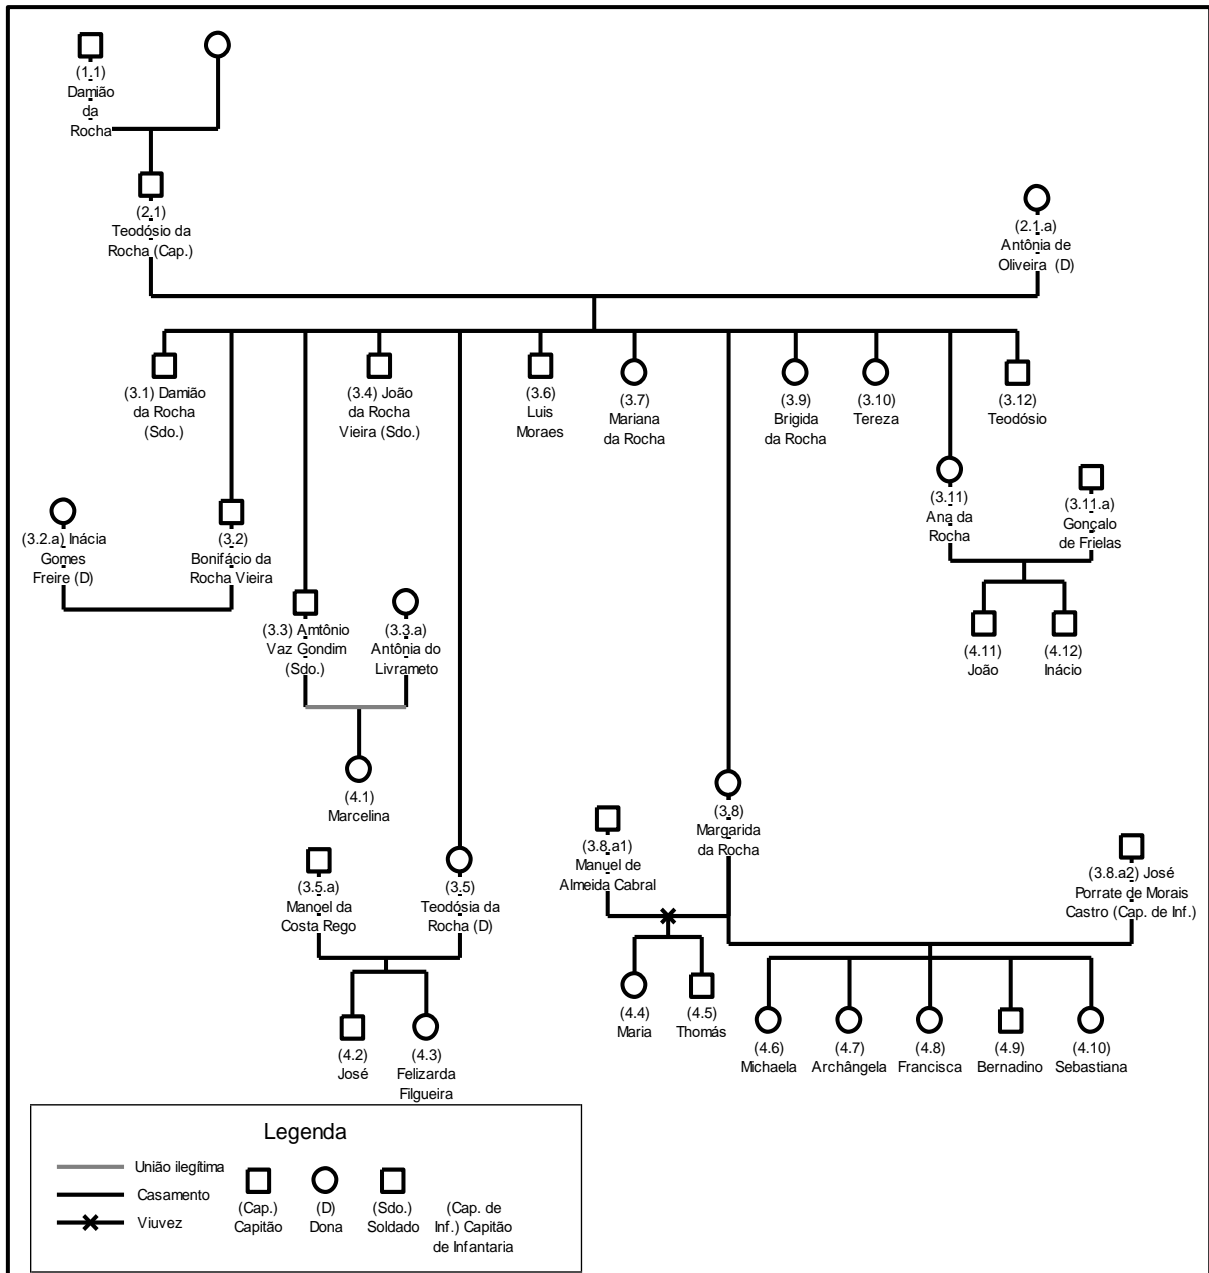 (1.1)
Damião
da
Rocha
(2.1)
Teodósio da
Rocha (Cap.)
(2.1.a)
Antônia de
Oliveira (D)
(3.1) Damião
da Rocha
(Sdo.)
(3.4) João
da Rocha
Vieira (Sdo.)
(3.6)
Luis
Moraes
(3.7)
Mariana
da Rocha
(3.9)
Brigida
da Rocha
(3.10)
Tereza
(3.12)
Teodósio
(3.11)
Ana da
Rocha
(3.11.a)
Gonçalo
de Frielas
(3.2.a) Inácia
Gomes
Freire (D)
(3.2)
Bonifácio da
Rocha Vieira
(3.3) Amtônio
Vaz Gondim
(Sdo.)
(3.3.a)
Antônia do
Livrameto
(4.11)
João
(4.12)
Inácio
(4.1)
Marcelina
(3.8)
Margarida
da Rocha
(3.8.a1)
Manuel de
Almeida Cabral
(3.8.a2) José
Porrate de Morais
Castro (Cap. de Inf.)
(3.5.a)
Manoel da
Costa Rego
(3.5)
Teodósia da
Rocha (D)
(4.4)
Maria
(4.5)
Thomás
(4.6)
Michaela
(4.7)
Archângela
(4.8)
Francisca
(4.9)
Bernadino
(4.10)
Sebastiana
(4.2)
José
(4.3)
Felizarda
Filgueira
Legenda
União ilegítima
Casamento
Viuvez
(Cap.)
Capitão
(D)
Dona
(Sdo.)
Soldado
(Cap. de
Inf.) Capitão
de Infantaria